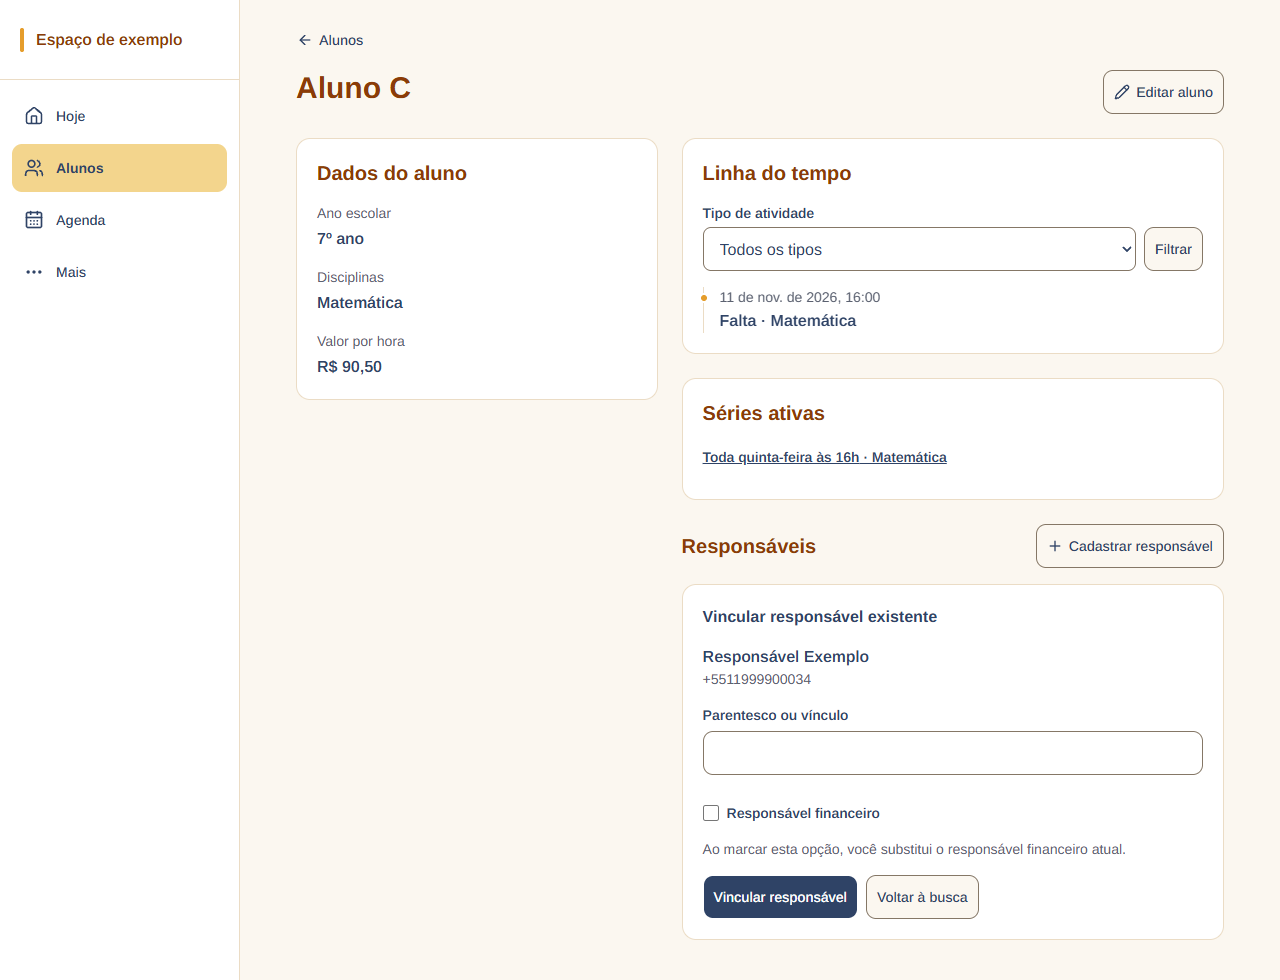 Espaço de exemplo
Hoje
Alunos
Agenda
Mais
Alunos
Aluno C
Editar aluno
Dados do aluno
Ano escolar
7º ano
Disciplinas
Matemática
Valor por hora
R$ 90,50
Linha do tempo
Tipo de atividade
Todos os tipos
Filtrar
11 de nov. de 2026, 16:00
Falta · Matemática
Séries ativas
Toda quinta-feira às 16h · Matemática
Responsáveis
Cadastrar responsável
Vincular responsável existente
Responsável Exemplo
+5511999900034
Parentesco ou vínculo
Responsável financeiro
Ao marcar esta opção, você substitui o responsável financeiro atual.
Vincular responsável
Voltar à busca